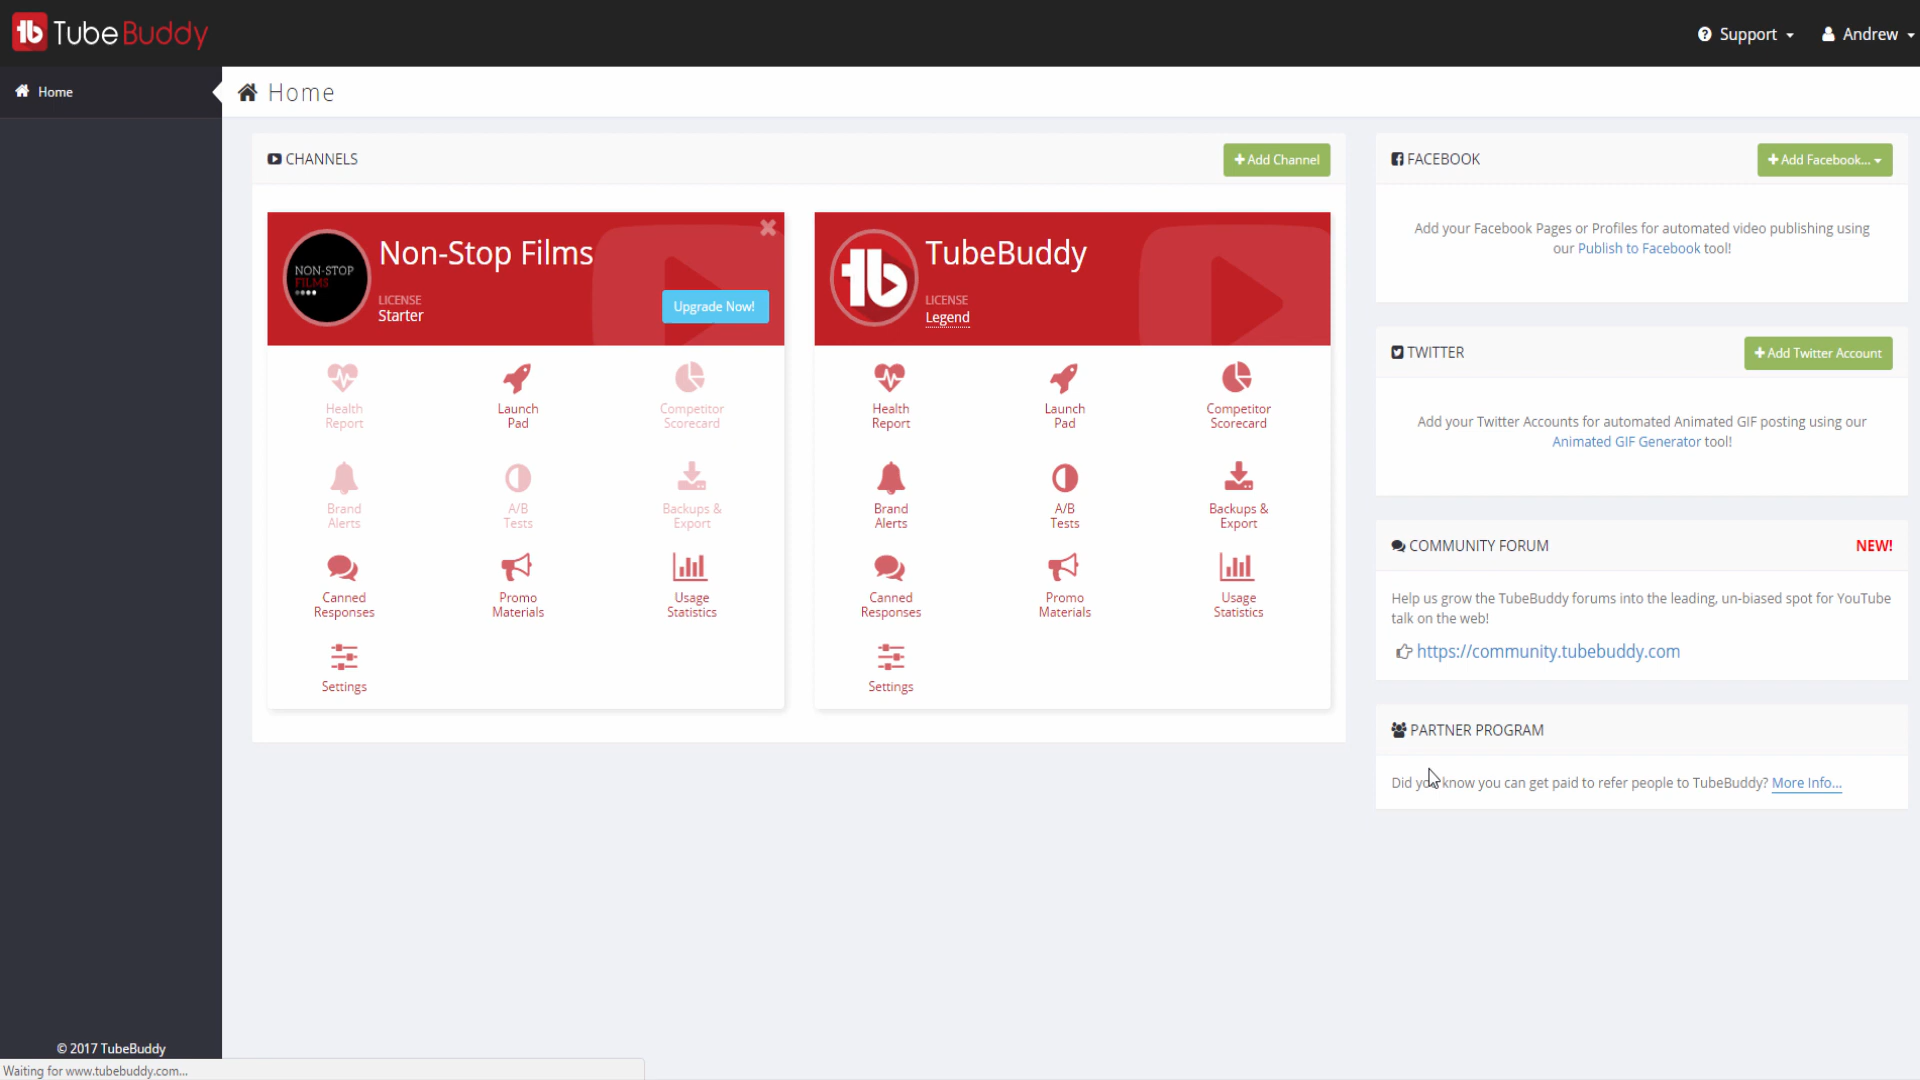 TubeBuddy
Support
Andrew
Home
Home
CHANNELS
Add Channel
NON-STOP
FILMS
Non-Stop Films
LICENSE
Starter
Upgrade Now!
Health
Report
Launch
Pad
Competitor
Scorecard
Brand
Alerts
A/B
Tests
Backups &
Export
Canned
Responses
Promo
Materials
Usage
Statistics
Settings
TubeBuddy
LICENSE
Legend
Health
Report
Launch
Pad
Competitor
Scorecard
Brand
Alerts
A/B
Tests
Backups &
Export
Canned
Responses
Promo
Materials
Usage
Statistics
Settings
FACEBOOK
Add Facebook...
Add your Facebook Pages or Profiles for automated video publishing using
our Publish to Facebook tool!
TWITTER
Add Twitter Account
Add your Twitter Accounts for automated Animated GIF posting using our
Animated GIF Generator tool!
COMMUNITY FORUM
NEW!
Help us grow the TubeBuddy forums into the leading, un-biased spot for YouTube
talk on the web!
https://community.tubebuddy.com
PARTNER PROGRAM
Did you know you can get paid to refer people to TubeBuddy? More Info...
© 2017 TubeBuddy
Waiting for www.tubebuddy.com...